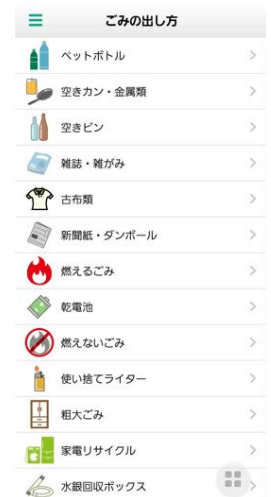 ごみの出し方
ペットボトル
空きカン・金属類
空きビン
雑誌・雑がみ
古布類
新聞紙・ダンボール
燃えるごみ
乾電池
燃えないごみ
使い捨てライター
粗大ごみ
家電リサイクル
水銀回収ボックス